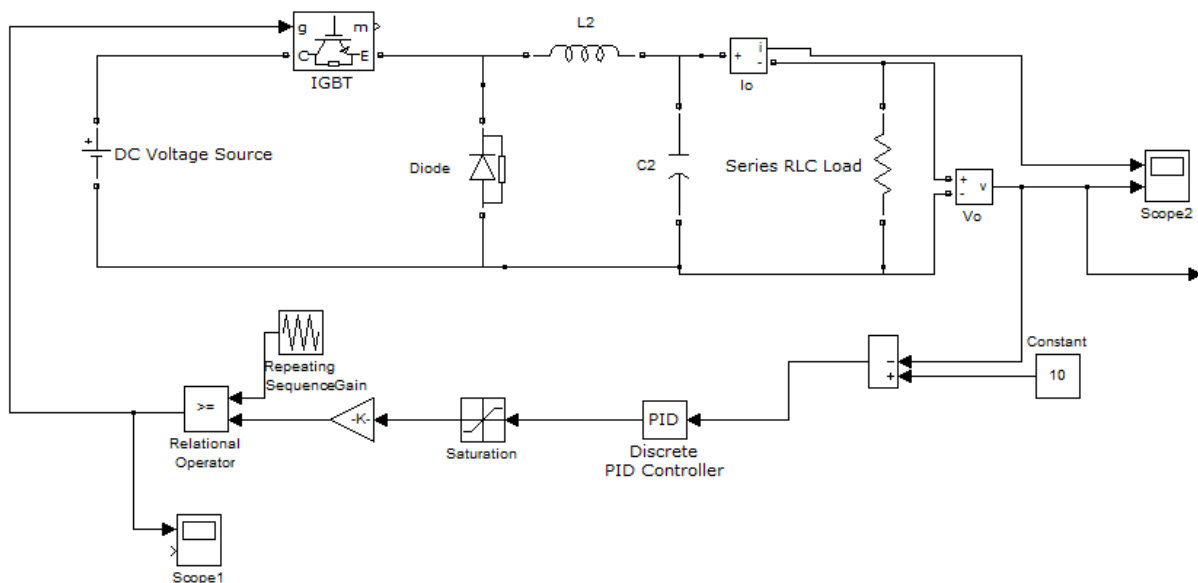 L2
g m
C E
IGBT
i
+
-
Io
+
DC Voltage Source
Diode
C2
Series RLC Load
+
-
v
Vo
Scope2
Repeating
SequenceGain
Constant
−
+
10
>=
-K-
PID
Relational
Operator
Saturation
Discrete
PID Controller
Scope1